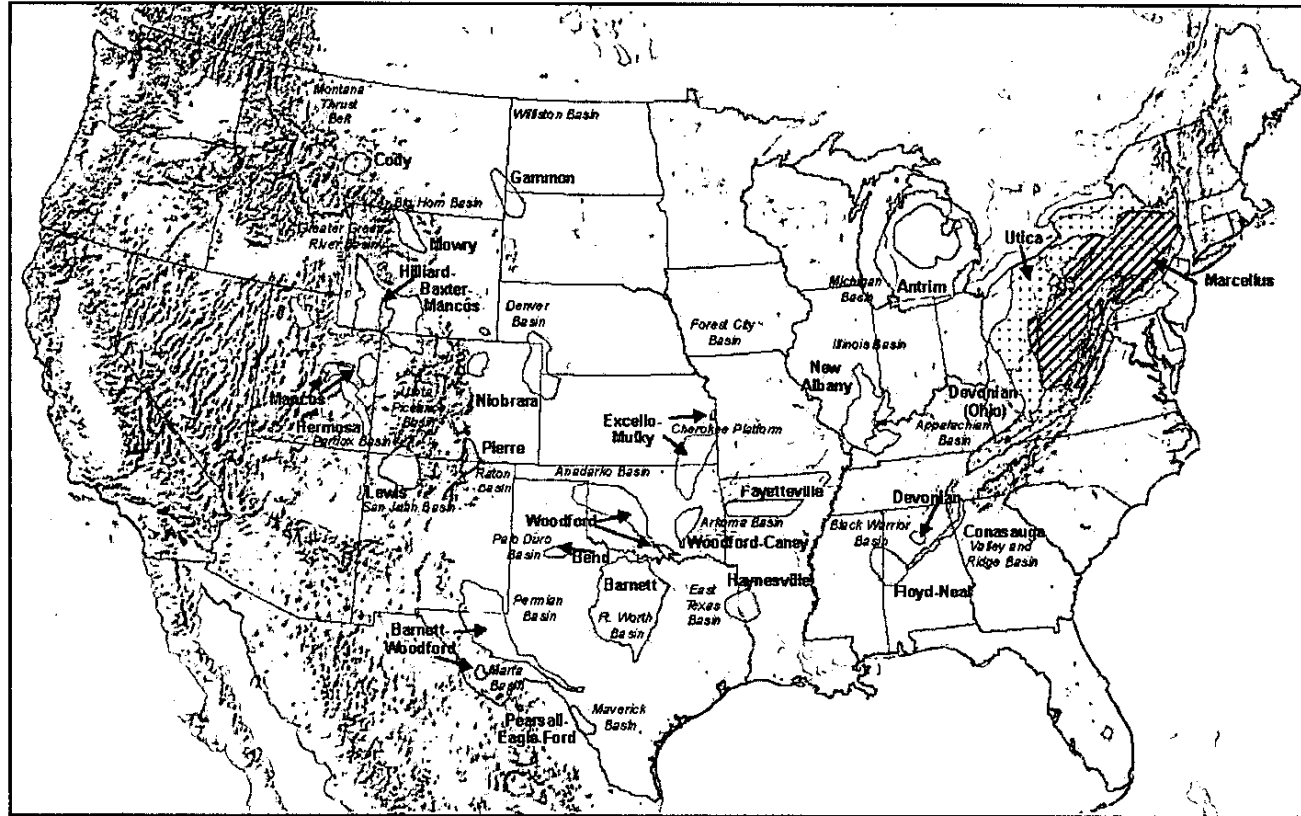 Montana
Thrust
Belt
Williston Basin
Cody
Gammon
Big Horn Basin
Greater Green
River Basin
Mowry
Hilliard-
Baxter-
Mancos
Denver
Basin
Utica
Marcellus
Michigan
Basin
Antrim
Forest City
Basin
Illinois Basin
New
Albany
Devonian
(Ohio)
Appalachian
Basin
Mancos
Hermosa
Paradox Basin
Uinta
Piceance
Basin
Niobrara
Excello-
Mulky
Cherokee Platform
Pierre
Raton
Basin
Anadarko Basin
Lewis
San Juan Basin
Fayetteville
Devonian
Woodford
Arkoma Basin
Woodford-Caney
Black Warrior
Basin
Conasauga
Valley and
Ridge Basin
Palo Duro
Basin
Bend
Barnett
Haynesville
Floyd-Neal
East
Texas
Basin
Permian
Basin
Ft. Worth
Basin
Barnett-
Woodford
Marfa
Basin
Maverick
Basin
Pearsall-
Eagle Ford